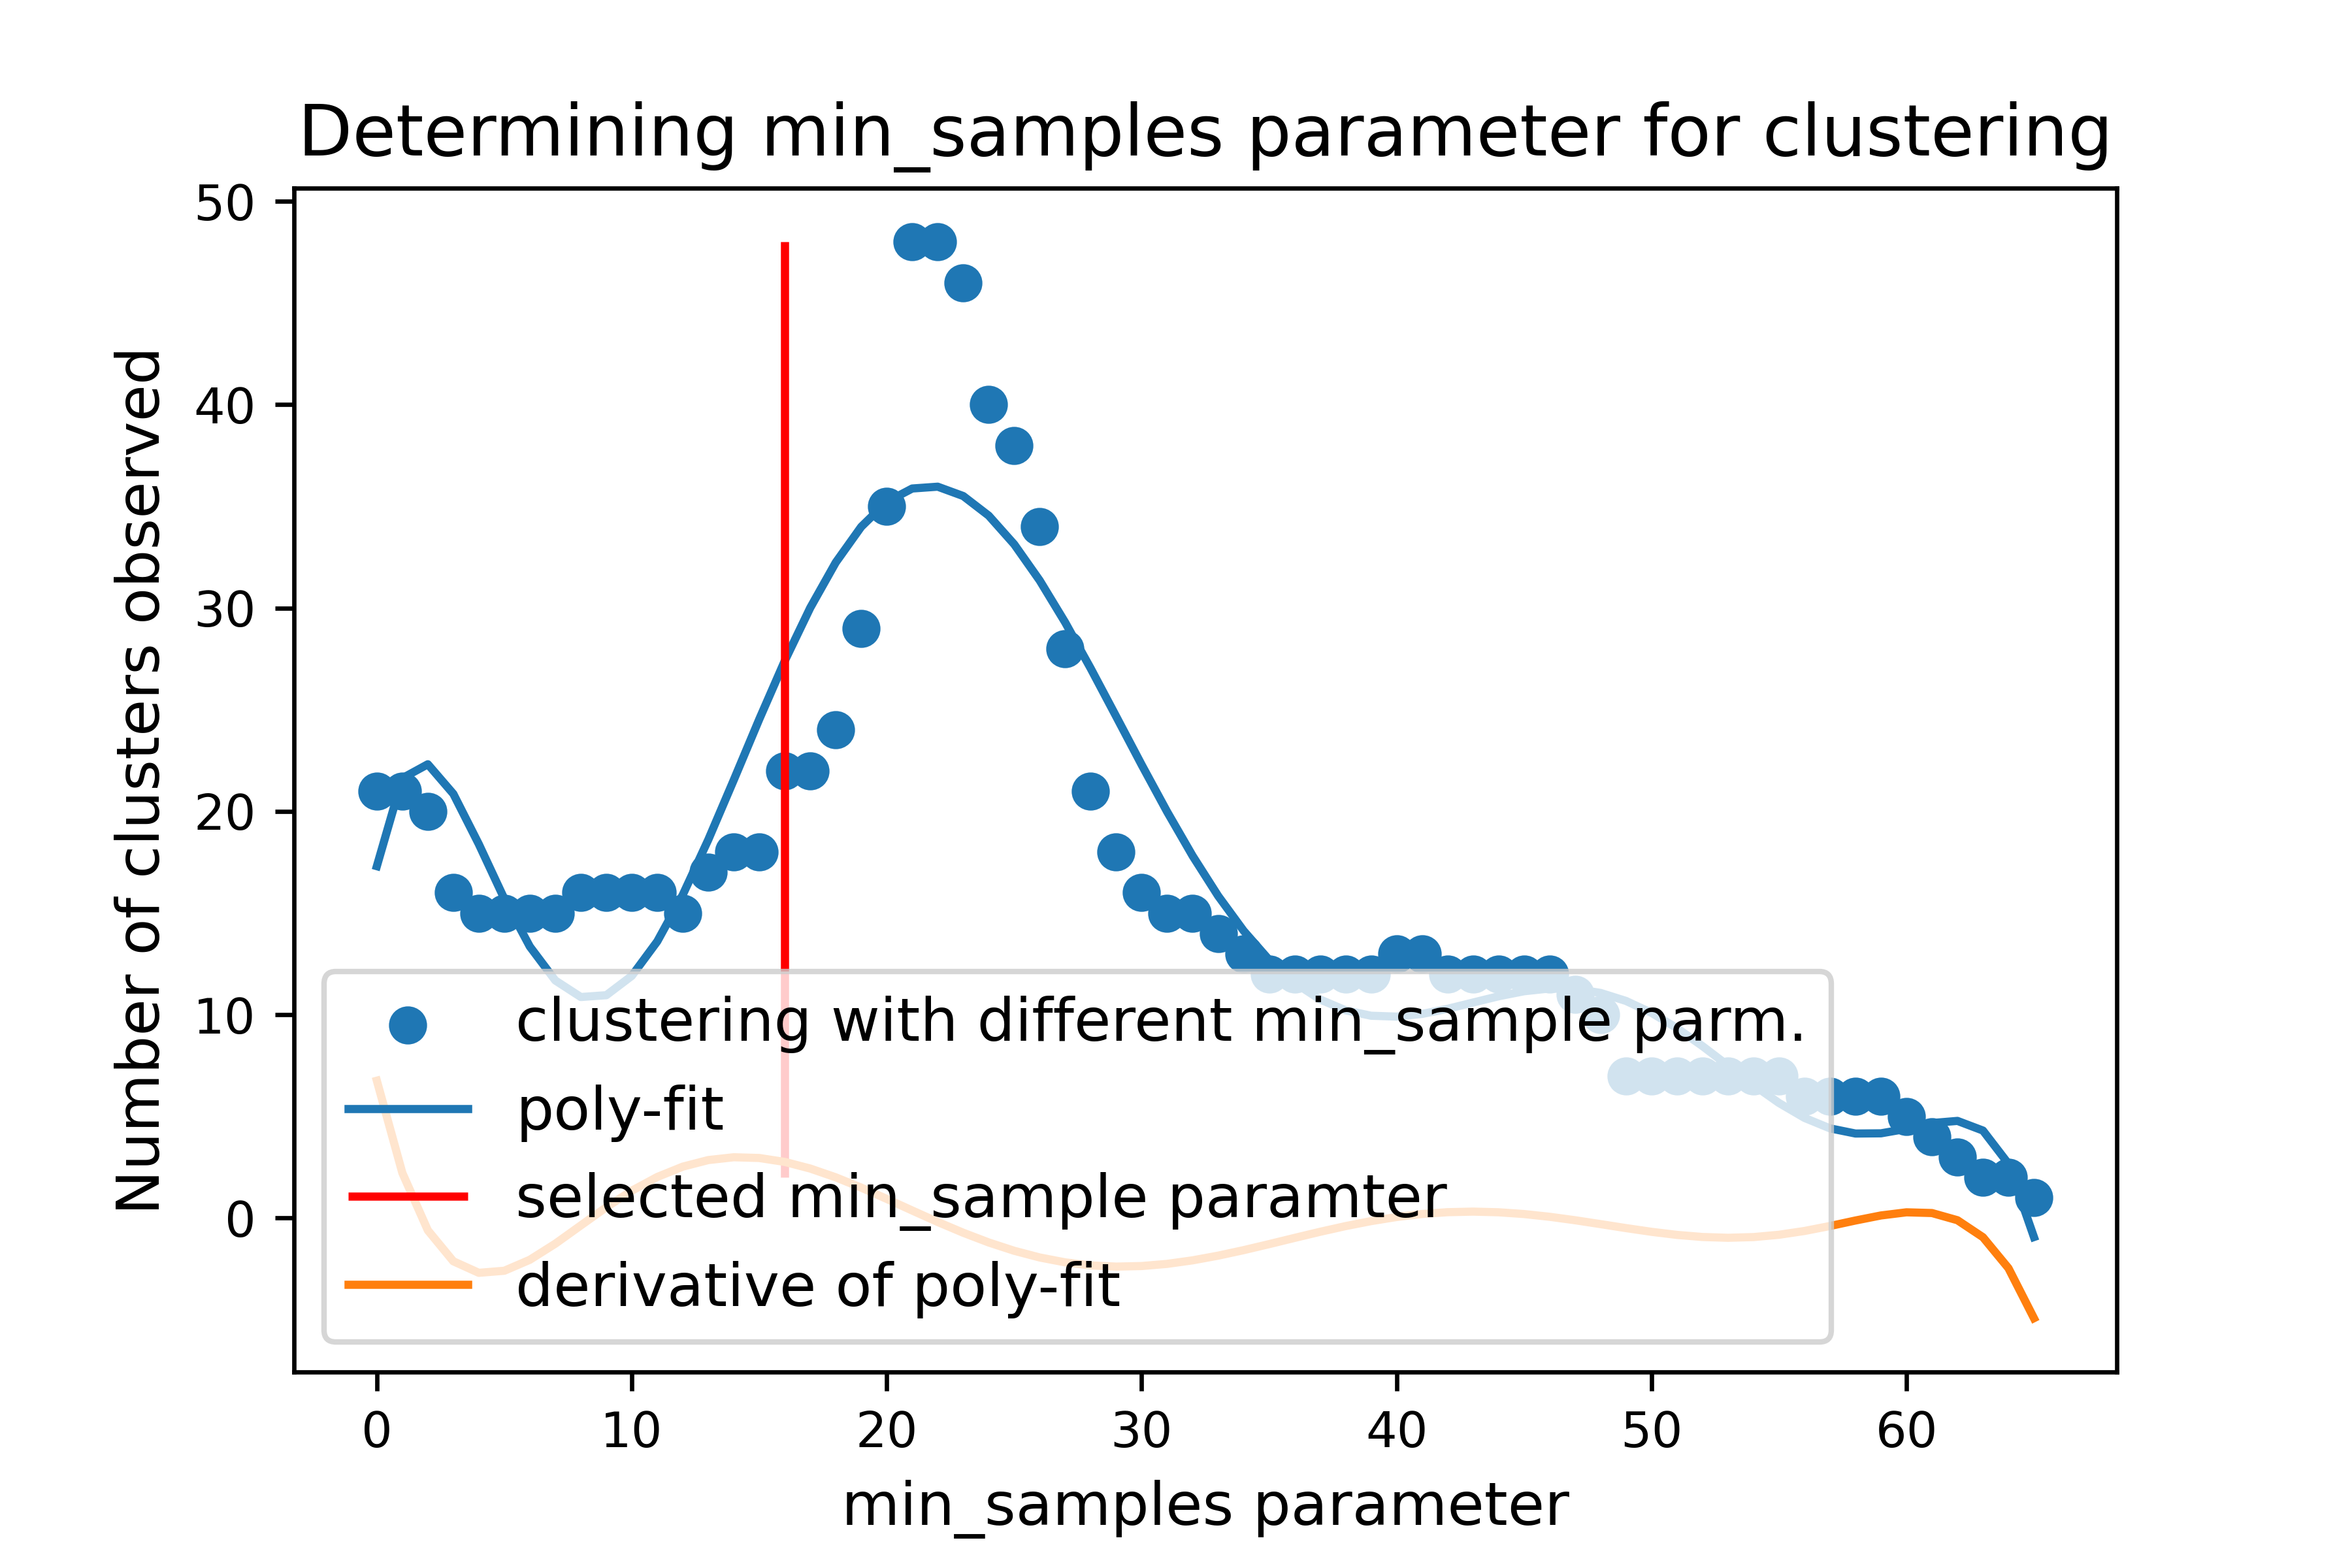 Determining min_samples parameter for clustering
Number of clusters observed
50
40
30
20
10
0
clustering with different min_sample parm.
poly-fit
selected min_sample paramter
derivative of poly-fit
0 10 20 30 40 50 60
min_samples parameter